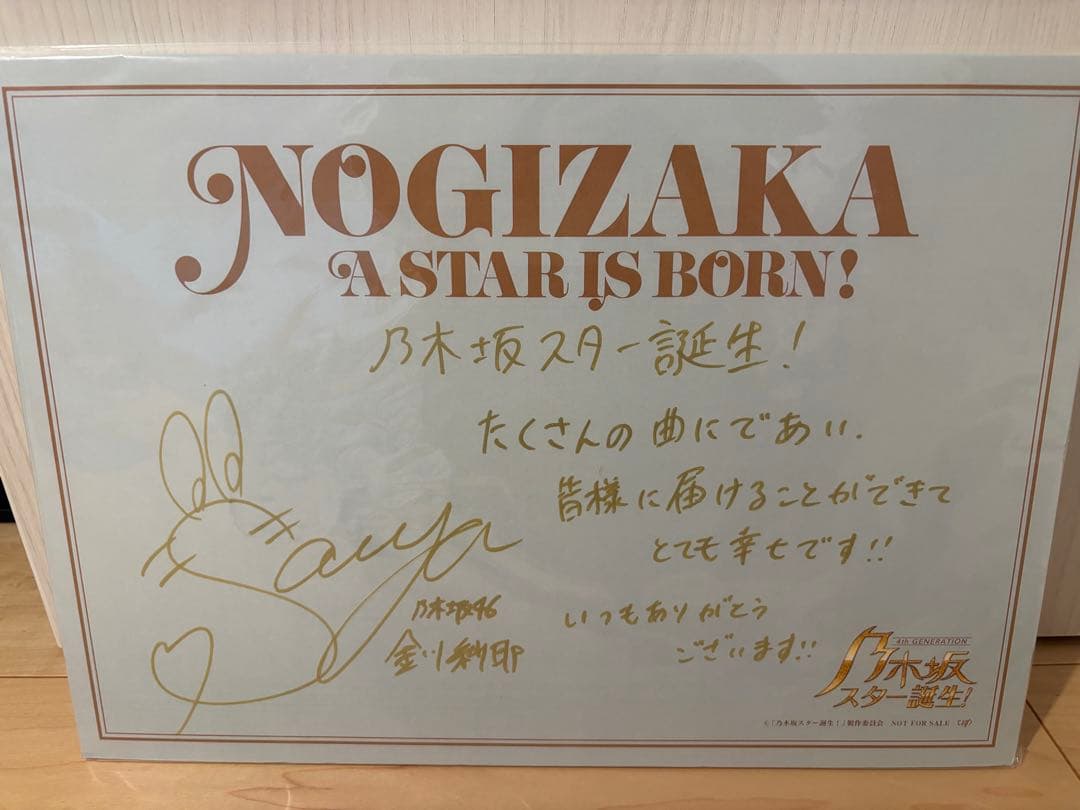 NOGIZAKA
A STAR IS BORN!
乃木坂スター誕生!
たくさんの曲にであい.
皆様に届けることができて
とても幸せです!!
Sauya
乃木坂46
金川紗耶
いつもありがとう
ございます!!
4th GENERATION
乃木坂
スター誕生!
©「乃木坂スター誕生!」製作委員会 NOT FOR SALE